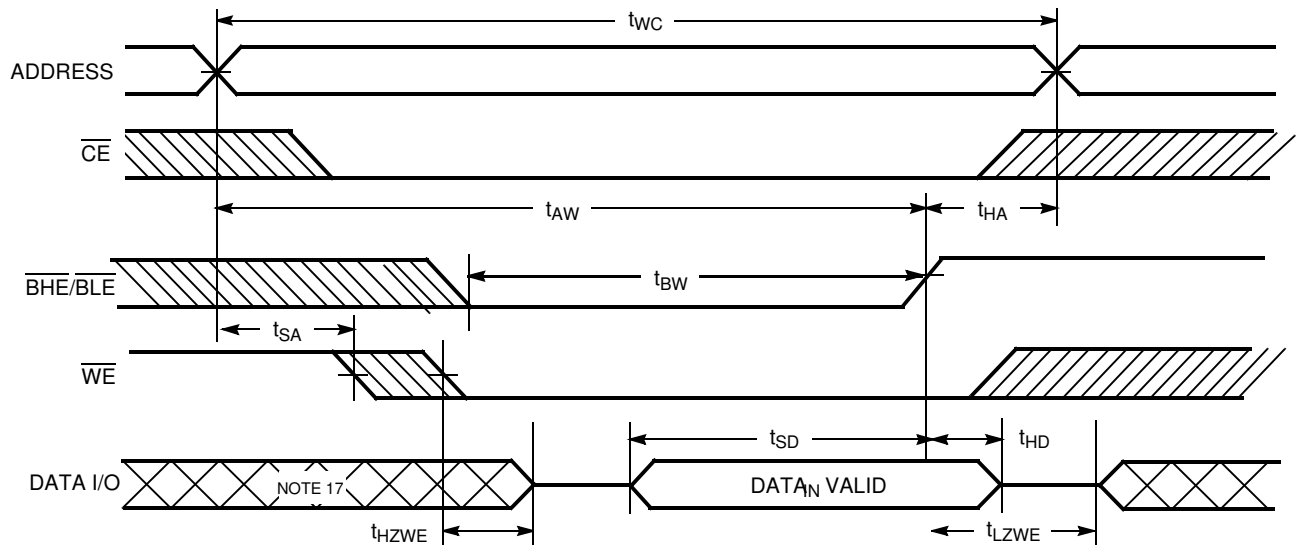 tWC
ADDRESS
CE
tAW
tHA
BHE/BLE
tBW
tSA
WE
tSD
tHD
DATA I/O
NOTE 17
DATAIN VALID
tHZWE
tLZWE